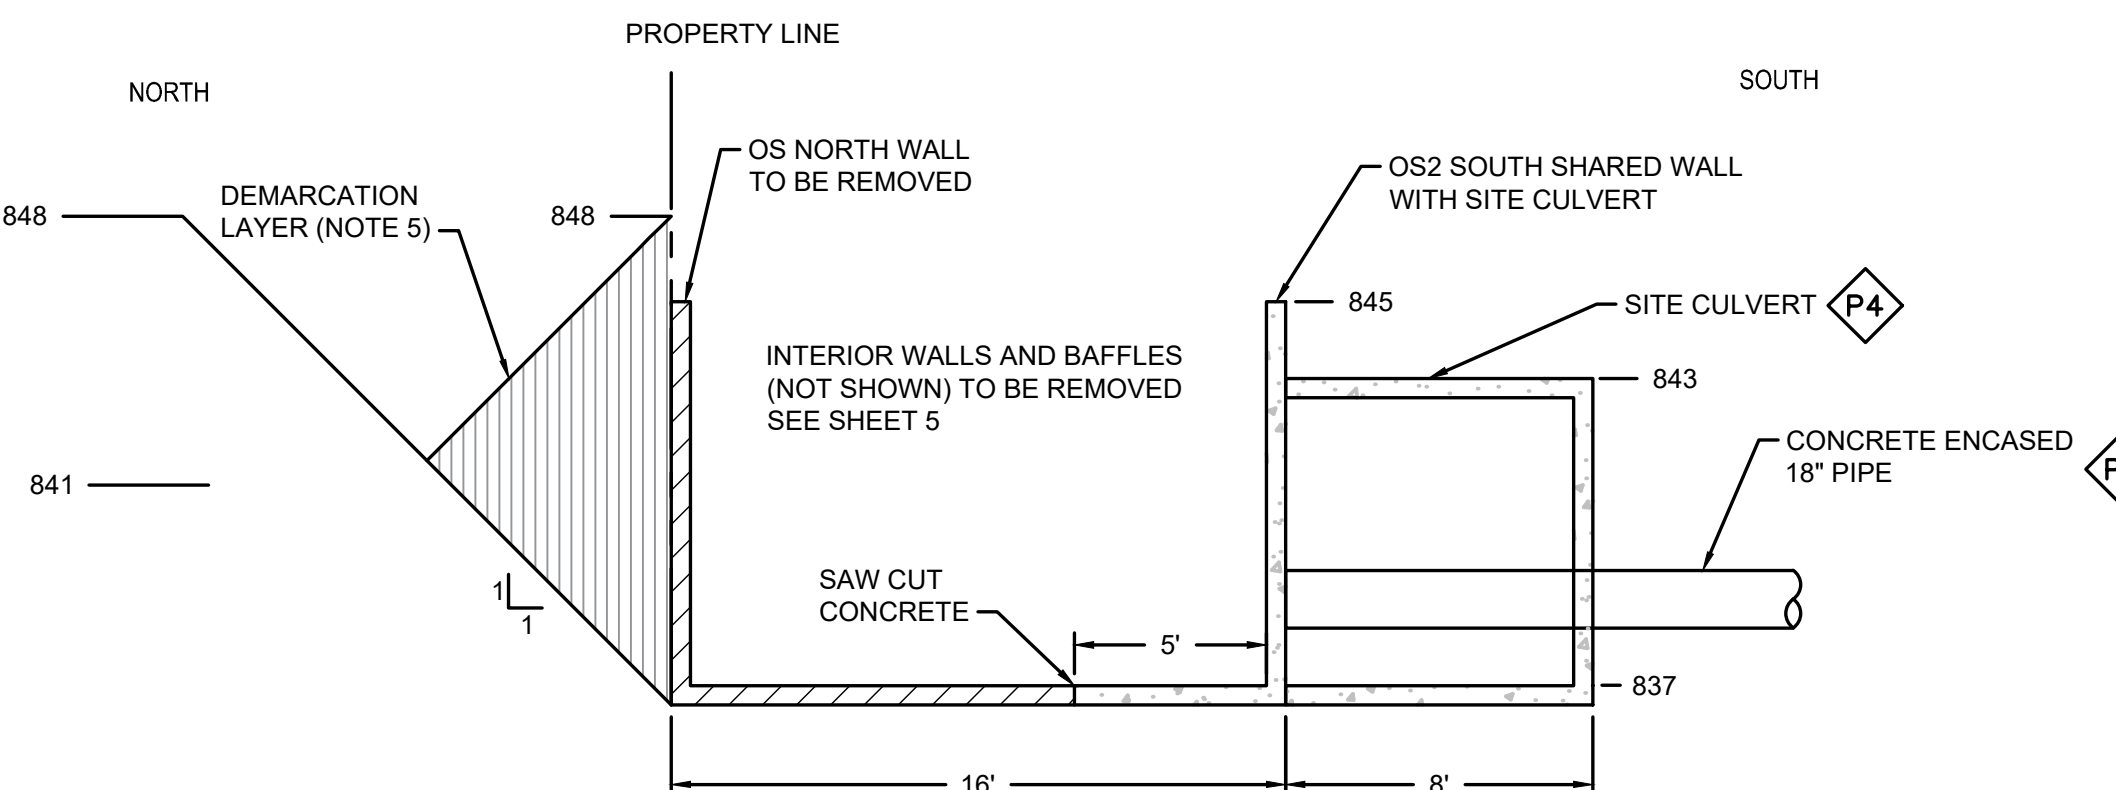 PROPERTY LINE
NORTH
SOUTH
OS NORTH WALL
TO BE REMOVED
OS2 SOUTH SHARED WALL
WITH SITE CULVERT
DEMARCATION
LAYER (NOTE 5)
848
848
845
SITE CULVERT
P4
INTERIOR WALLS AND BAFFLES
(NOT SHOWN) TO BE REMOVED
SEE SHEET 5
843
CONCRETE ENCASED
18" PIPE
P
841
SAW CUT
CONCRETE
1
1
5'
837
16'
8'